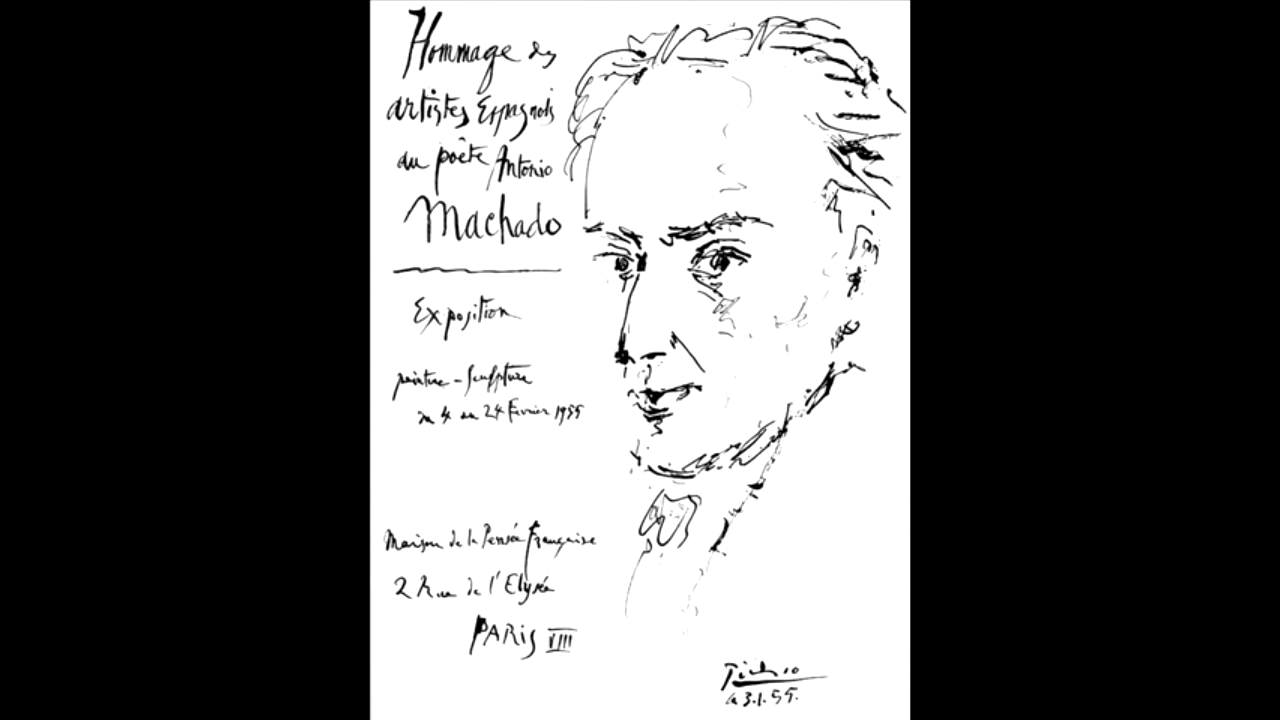 Hommage des
artistes Espagnols
au poète Antonio
Machado
Exposition
peinture - Sculpture
du 4 au 24 Fevrier 1955
Maison de la Pensée Française
2 Rue de l'Elysée
PARis VIII
Picasso
le 3.1.55.